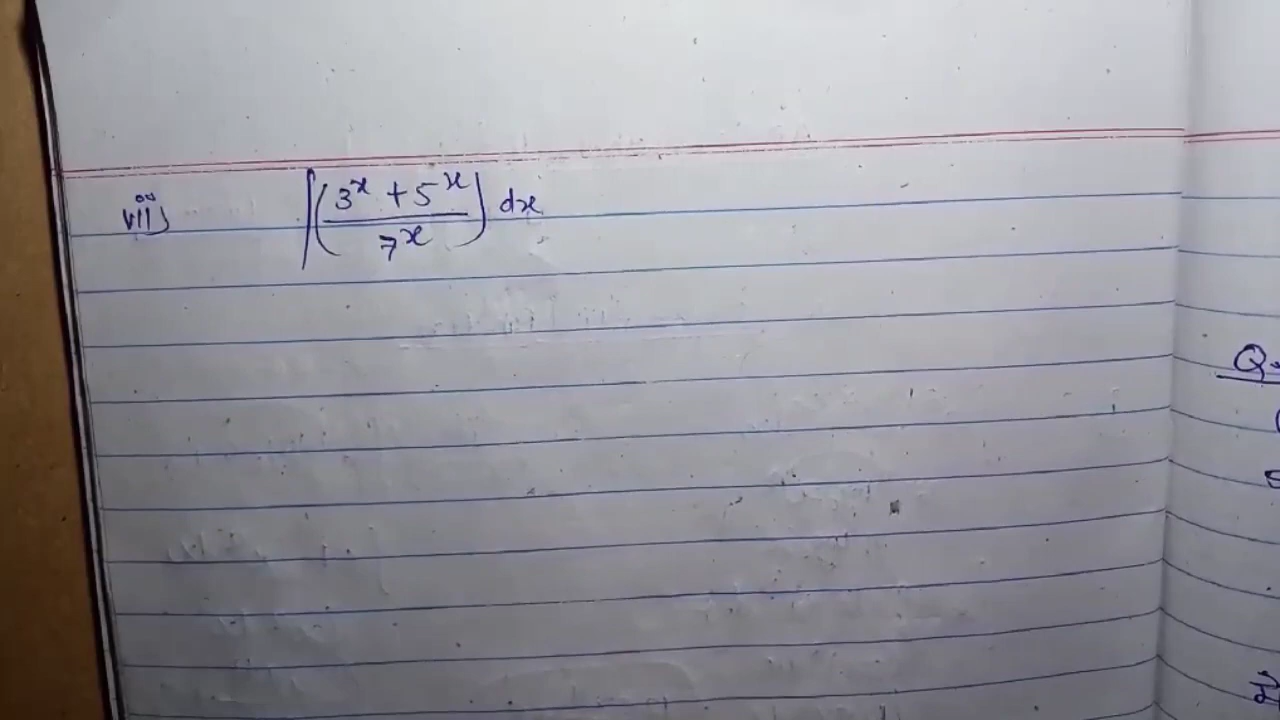 vii) ∫(3^x + 5^x / 7^x) dx
Q.